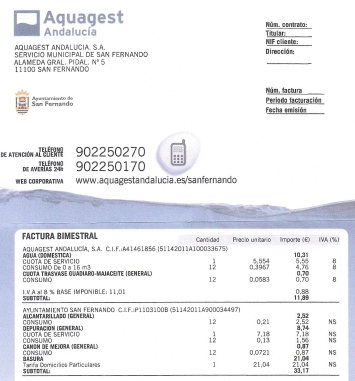 Aquagest
Andalucía
AQUAGEST ANDALUCIA, S.A.
SERVICIO MUNICIPAL DE SAN FERNANDO
ALAMEDA GRAL. PIDAL, Nº 5
11100 SAN FERNANDO
Núm. contrato:
Titular:
NIF cliente:
Dirección:
Núm. factura
Periodo facturación
Fecha emisión
Ayuntamiento de
San Fernando
TELÉFONO
DE ATENCIÓN AL CLIENTE 902250270
TELÉFONO
DE AVERÍAS 24h 902250170
WEB CORPORATIVA www.aquagestandalucia.es/sanfernando
FACTURA BIMESTRAL Cantidad Precio unitario Importe (€) IVA (%)
AQUAGEST ANDALUCÍA, S.A. C.I.F.:A41461856 (51142011A100033675)
AGUA (DOMESTICA) 10,31
CUOTA DE SERVICIO 1 5,554 5,55 8
CONSUMO De 0 a 16 m3 12 0,3967 4,76 8
CUOTA TRASVASE GUADIARO-MAJACEITE (GENERAL) 0,70
CONSUMO 12 0,0583 0,70 8
I.V.A al 8 % BASE IMPONIBLE: 11,01 0,88
SUBTOTAL: 11,89
AYUNTAMIENTO SAN FERNANDO C.I.F.:P1103100B (51142011A900034497)
ALCANTARILLADO (GENERAL) 2,52
CONSUMO 12 0,21 2,52 NS
DEPURACION (GENERAL) 8,74
CUOTA DE SERVICIO 1 7,18 7,18 NS
CONSUMO 12 0,13 1,56 NS
CANON DE MEJORA (GENERAL) 0,87
CONSUMO 12 0,0721 0,87 NS
BASURA 21,04
Tarifa Domicilios Particulares 1 21,04 21,04 NS
SUBTOTAL: 33,17